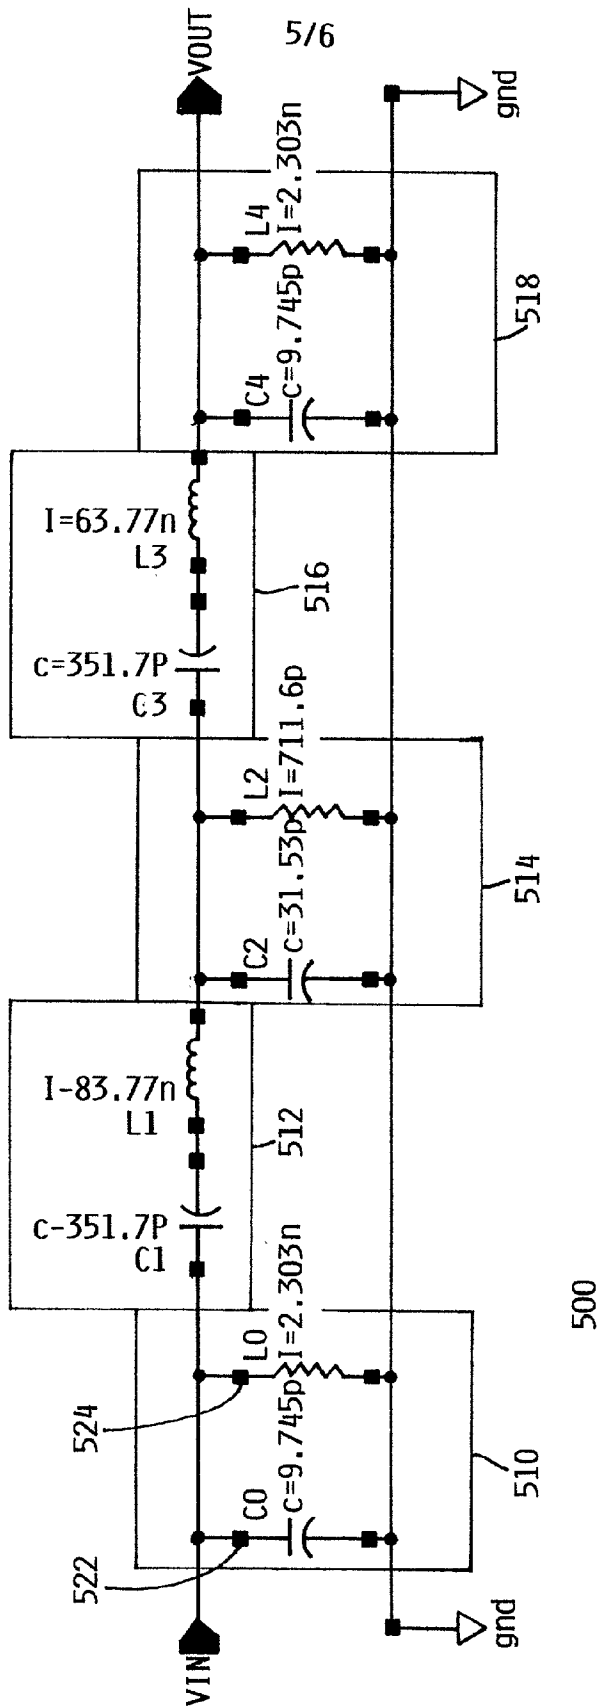 5/6
VIN
522
C0
C=9.745p
524
L0
I=2.303n
510
C1
c-351.7P
L1
I-83.77n
512
C2
C=31.53p
L2
I=711.6p
514
C3
c=351.7P
L3
I=63.77n
516
C4
C=9.745p
L4
I=2.303n
518
VOUT
gnd
gnd
500